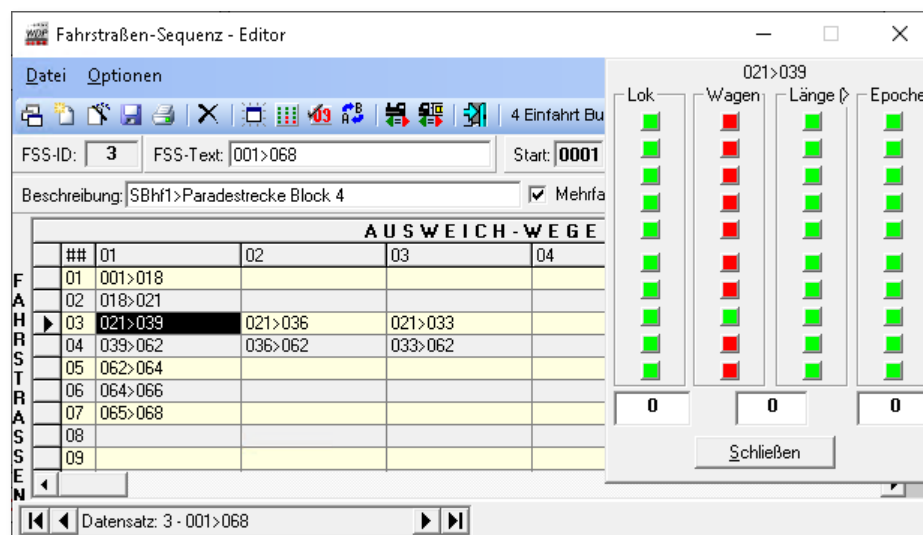 WDP Fahrstraßen-Sequenz - Editor
Datei Optionen
4 Einfahrt Bu
FSS-ID: 3 FSS-Text: 001>068 Start: 0001
Beschreibung: SBhf1>Paradestrecke Block 4 Mehrfa
AUSWEICH-WEGE
## 01 02 03 04
01 001>018
02 018>021
03 021>039 021>036 021>033
04 039>062 036>062 033>062
05 062>064
06 064>066
07 065>068
08
09
FAHRSTRASSEN
Datensatz: 3 - 001>068
021>039
Lok Wagen Länge (> Epoche
0 0 0
Schließen